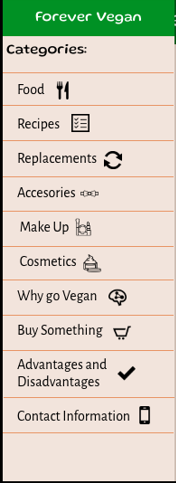 Forever Vegan
Categories:
Food
Recipes
Replacements
Accesories
Make Up
Cosmetics
Why go Vegan
Buy Something
Advantages and
Disadvantages
Contact Information